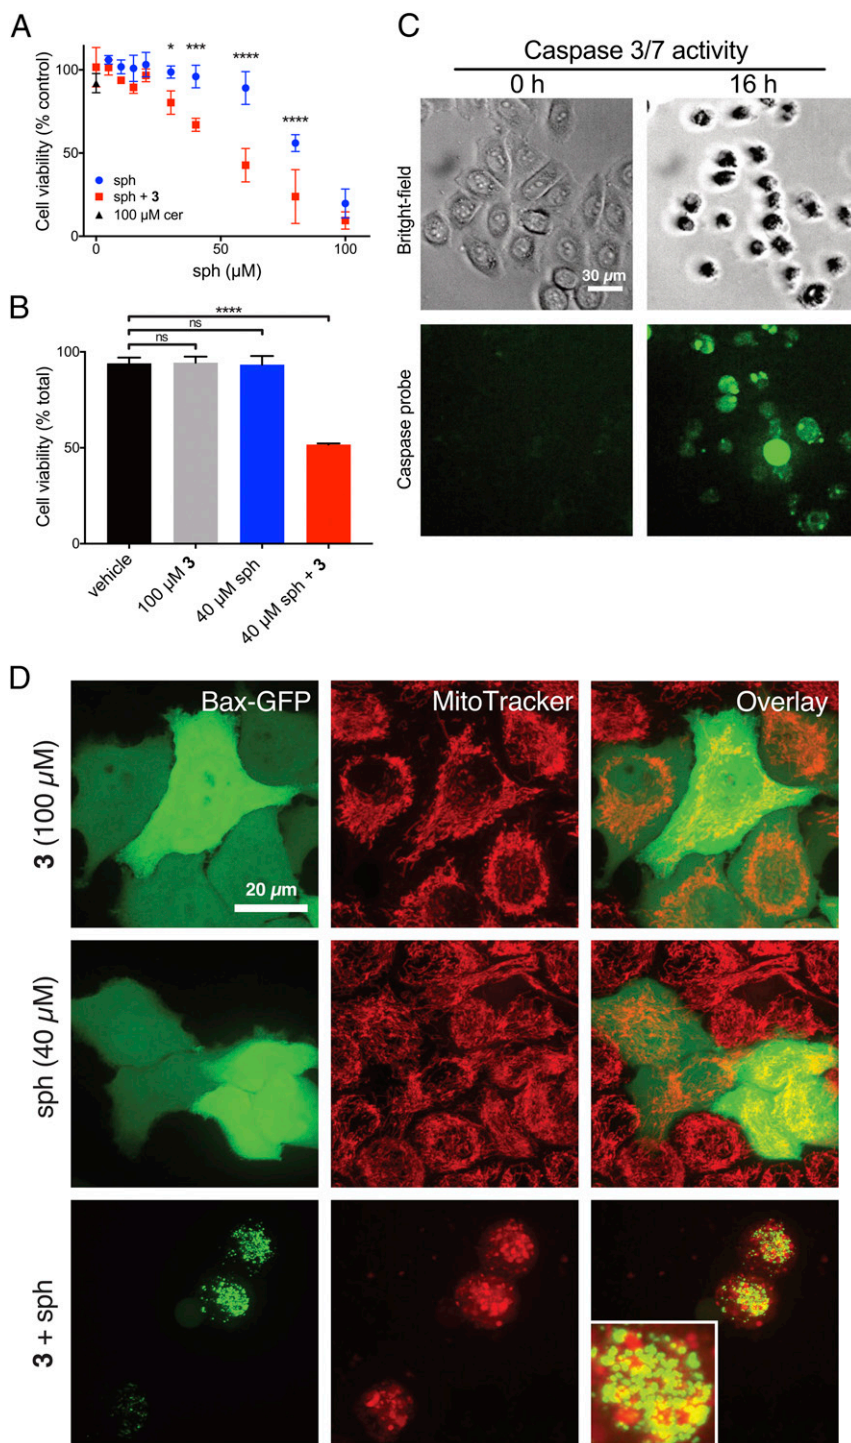 A
* *** **** ****
100
50
0
Cell viability (% control)
sph
sph + 3
100 µM cer
0 50 100
sph (µM)
B
****
ns
ns
100
50
0
Cell viability (% total)
vehicle
100 µM 3
40 µM sph
40 µM sph + 3
C
Caspase 3/7 activity
0 h 16 h
Bright-field
30 µm
Caspase probe
D
Bax-GFP MitoTracker Overlay
3 (100 µM)
20 µm
sph (40 µM)
3 + sph